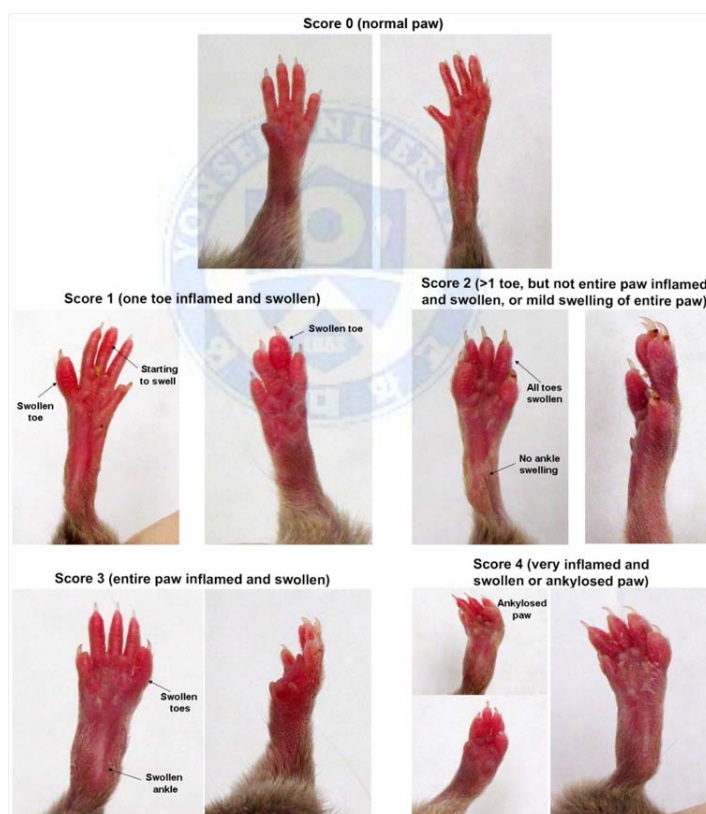 Score 0 (normal paw)
Score 1 (one toe inflamed and swollen)
Swollen
toe
Starting
to swell
Swollen toe
Score 2 (>1 toe, but not entire paw inflamed
and swollen, or mild swelling of entire paw)
All toes
swollen
No ankle
swelling
Score 3 (entire paw inflamed and swollen)
Swollen
toes
Swollen
ankle
Score 4 (very inflamed and
swollen or ankylosed paw)
Ankylosed
paw
YONSEI UNIVERSITY